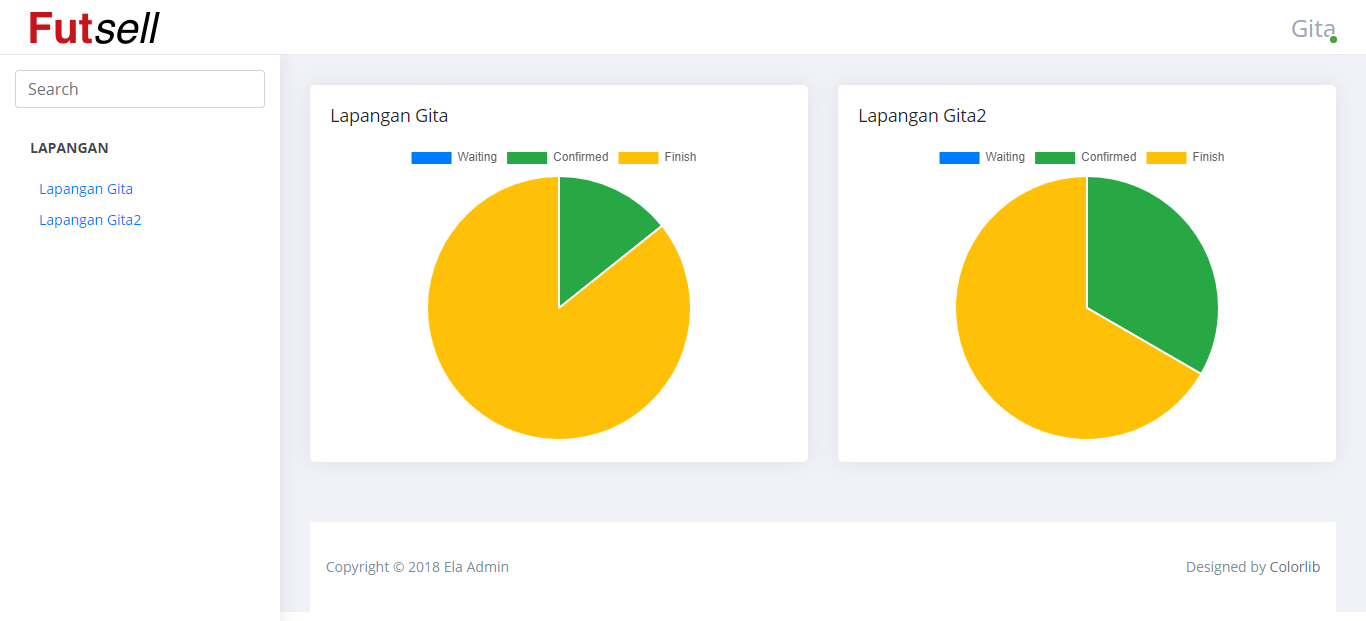 Futsell
Gita
Search
LAPANGAN
Lapangan Gita
Lapangan Gita2
Lapangan Gita
Waiting Confirmed Finish
Lapangan Gita2
Waiting Confirmed Finish
Copyright © 2018 Ela Admin
Designed by Colorlib